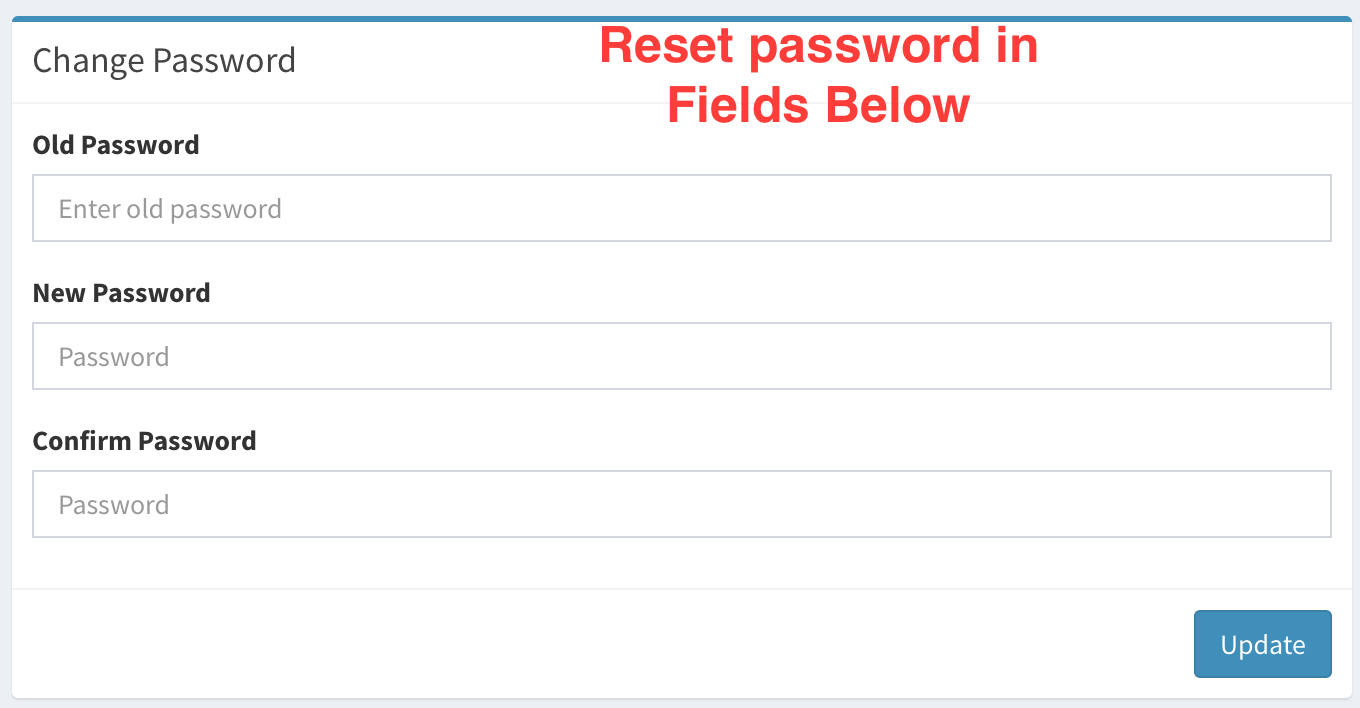 Change Password
Reset password in
Fields Below
Old Password
Enter old password
New Password
Password
Confirm Password
Password
Update